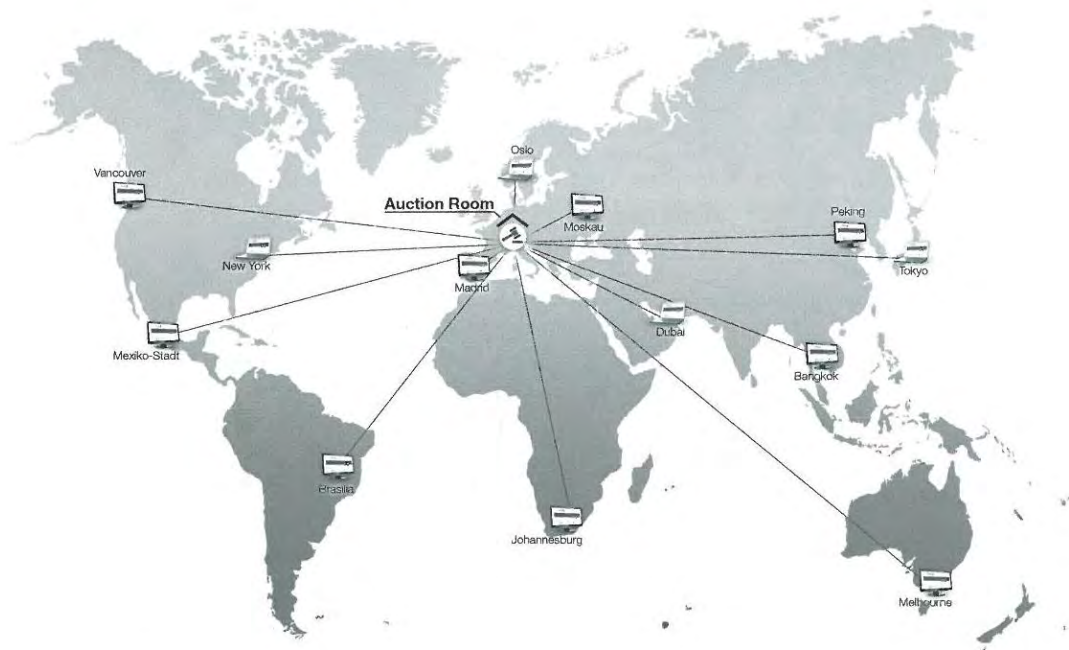 Oslo
Vancouver
Auction Room
Moskau
Peking
New York
Madrid
Tokyo
Dubai
Mexiko-Stadt
Bangkok
Brasilia
Johannesburg
Melbourne